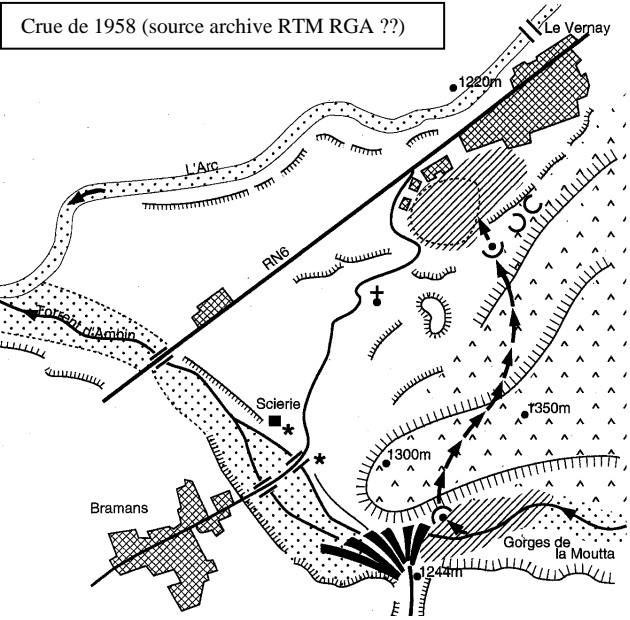 Crue de 1958 (source archive RTM RGA ??)
Le Vernay
1220m
L'Arc
RN6
Torrent d'Ambin
Scierie
*
*
1350m
1300m
Bramans
Gorges de
la Moutta
1244m